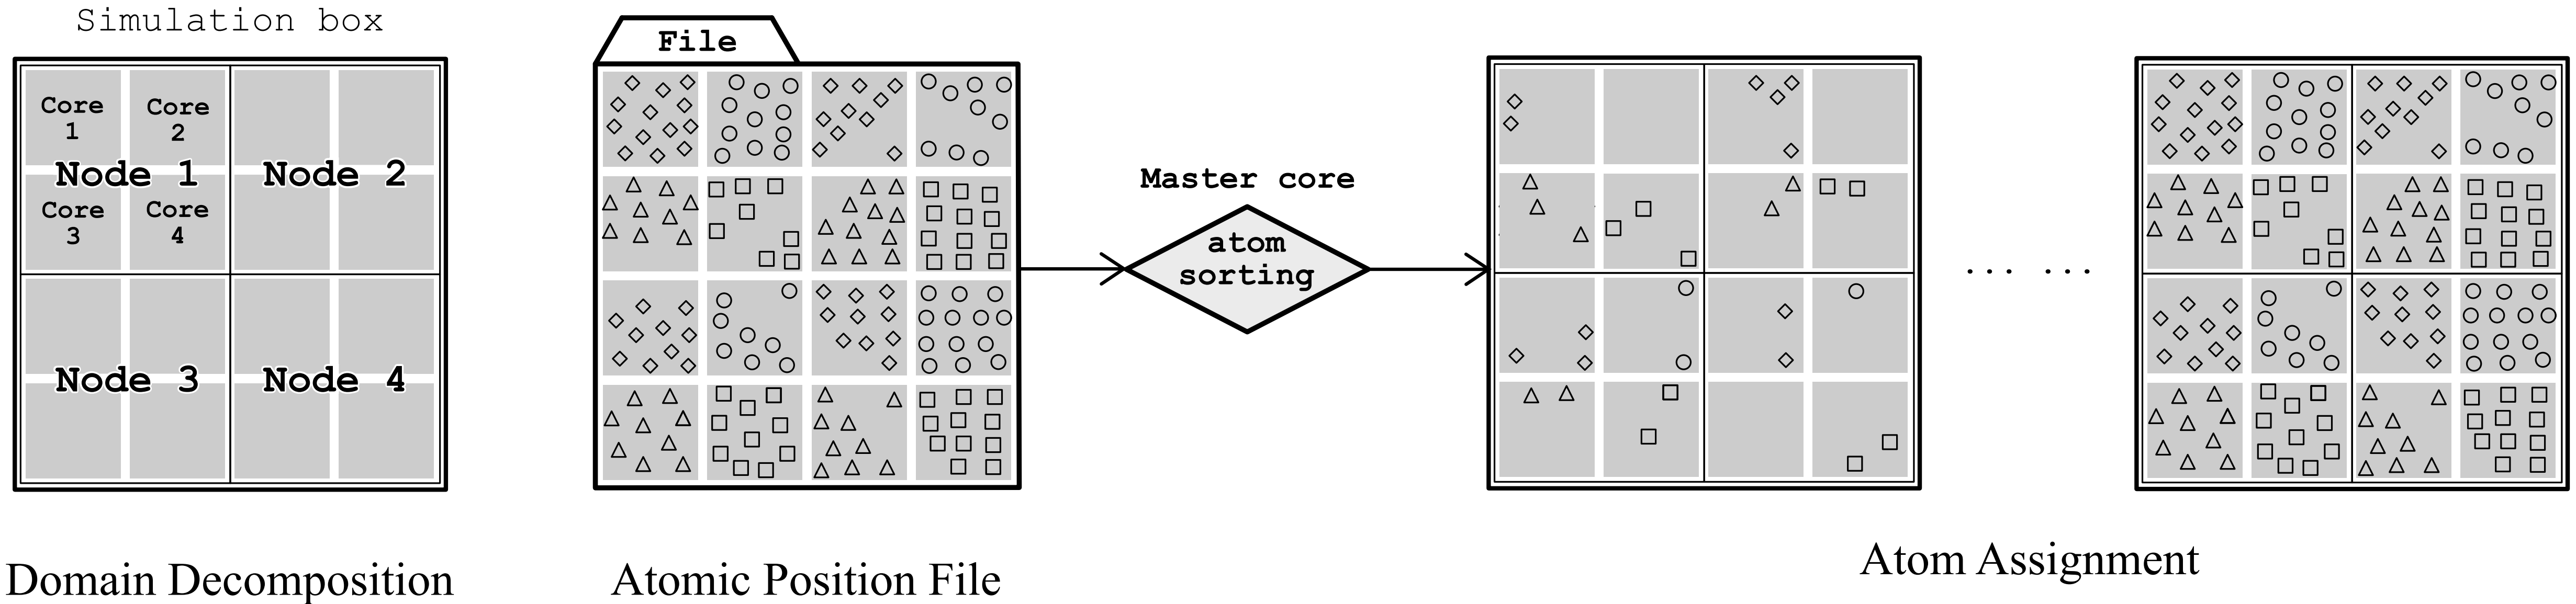 Simulation box
Core 1
Core 2
Node 1
Core 3
Core 4
Node 2
Node 3
Node 4
Domain Decomposition
File
Atomic Position File
Master core
atom
sorting
... ...
Atom Assignment